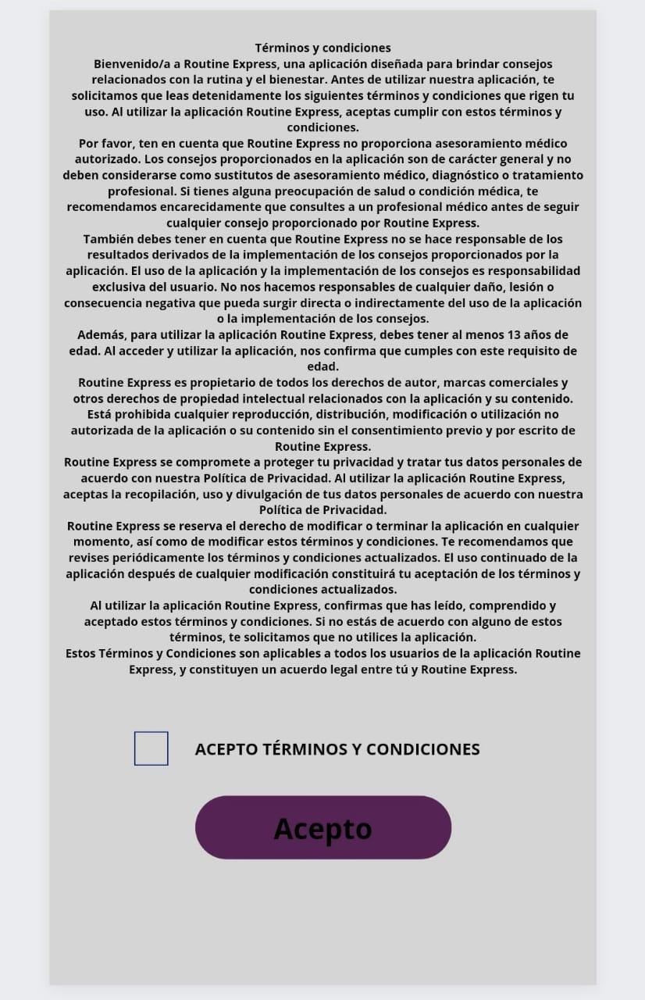 Términos y condiciones
Bienvenido/a a Routine Express, una aplicación diseñada para brindar consejos
relacionados con la rutina y el bienestar. Antes de utilizar nuestra aplicación, te
solicitamos que leas detenidamente los siguientes términos y condiciones que rigen tu
uso. Al utilizar la aplicación Routine Express, aceptas cumplir con estos términos y
condiciones.
Por favor, ten en cuenta que Routine Express no proporciona asesoramiento médico
autorizado. Los consejos proporcionados en la aplicación son de carácter general y no
deben considerarse como sustitutos de asesoramiento médico, diagnóstico o tratamiento
profesional. Si tienes alguna preocupación de salud o condición médica, te
recomendamos encarecidamente que consultes a un profesional médico antes de seguir
cualquier consejo proporcionado por Routine Express.
También debes tener en cuenta que Routine Express no se hace responsable de los
resultados derivados de la implementación de los consejos proporcionados por la
aplicación. El uso de la aplicación y la implementación de los consejos es responsabilidad
exclusiva del usuario. No nos hacemos responsables de cualquier daño, lesión o
consecuencia negativa que pueda surgir directa o indirectamente del uso de la aplicación
o la implementación de los consejos.
Además, para utilizar la aplicación Routine Express, debes tener al menos 13 años de
edad. Al acceder y utilizar la aplicación, nos confirma que cumples con este requisito de
edad.
Routine Express es propietario de todos los derechos de autor, marcas comerciales y
otros derechos de propiedad intelectual relacionados con la aplicación y su contenido.
Está prohibida cualquier reproducción, distribución, modificación o utilización no
autorizada de la aplicación o su contenido sin el consentimiento previo y por escrito de
Routine Express.
Routine Express se compromete a proteger tu privacidad y tratar tus datos personales de
acuerdo con nuestra Política de Privacidad. Al utilizar la aplicación Routine Express,
aceptas la recopilación, uso y divulgación de tus datos personales de acuerdo con nuestra
Política de Privacidad.
Routine Express se reserva el derecho de modificar o terminar la aplicación en cualquier
momento, así como de modificar estos términos y condiciones. Te recomendamos que
revises periódicamente los términos y condiciones actualizados. El uso continuado de la
aplicación después de cualquier modificación constituirá tu aceptación de los términos y
condiciones actualizados.
Al utilizar la aplicación Routine Express, confirmas que has leído, comprendido y
aceptado estos términos y condiciones. Si no estás de acuerdo con alguno de estos
términos, te solicitamos que no utilices la aplicación.
Estos Términos y Condiciones son aplicables a todos los usuarios de la aplicación Routine
Express, y constituyen un acuerdo legal entre tú y Routine Express.
ACEPTO TÉRMINOS Y CONDICIONES
Acepto